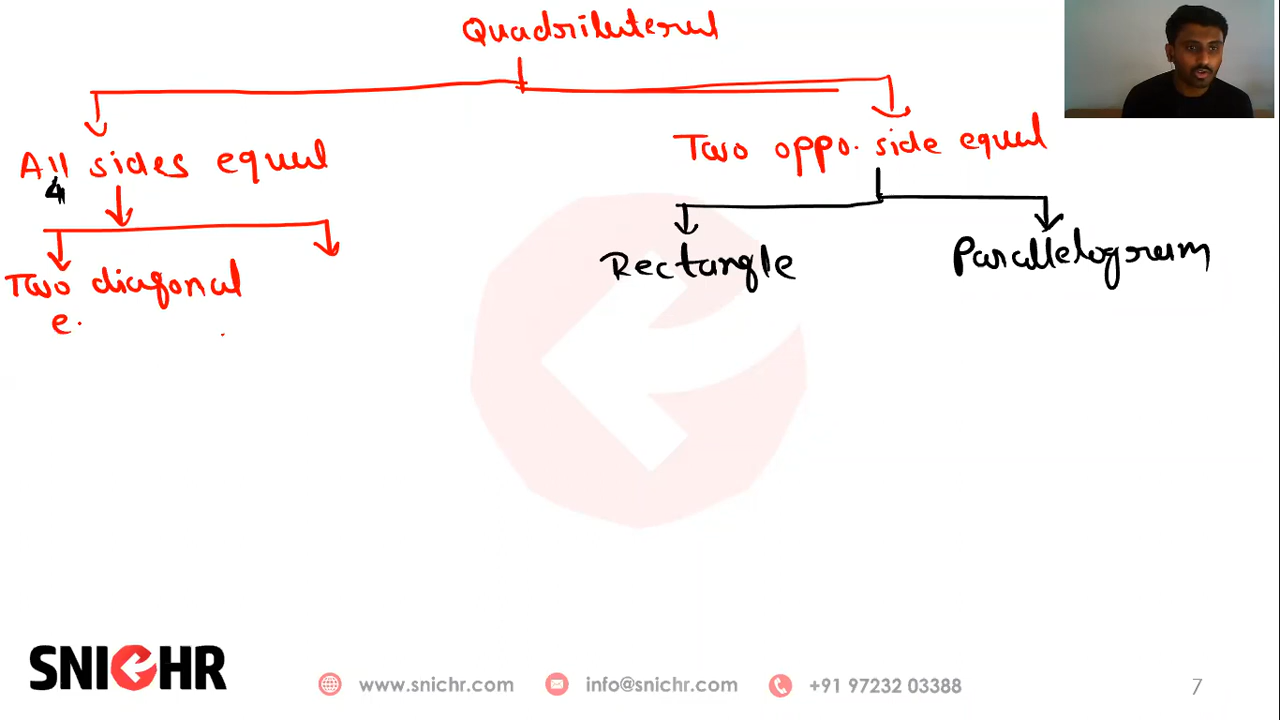 Quadrilateral
All sides equal
4
Two oppo. side equal
Two diagonal
e.
Rectangle
Parallelogram
SNICHR
www.snichr.com
info@snichr.com
+91 97232 03388
7